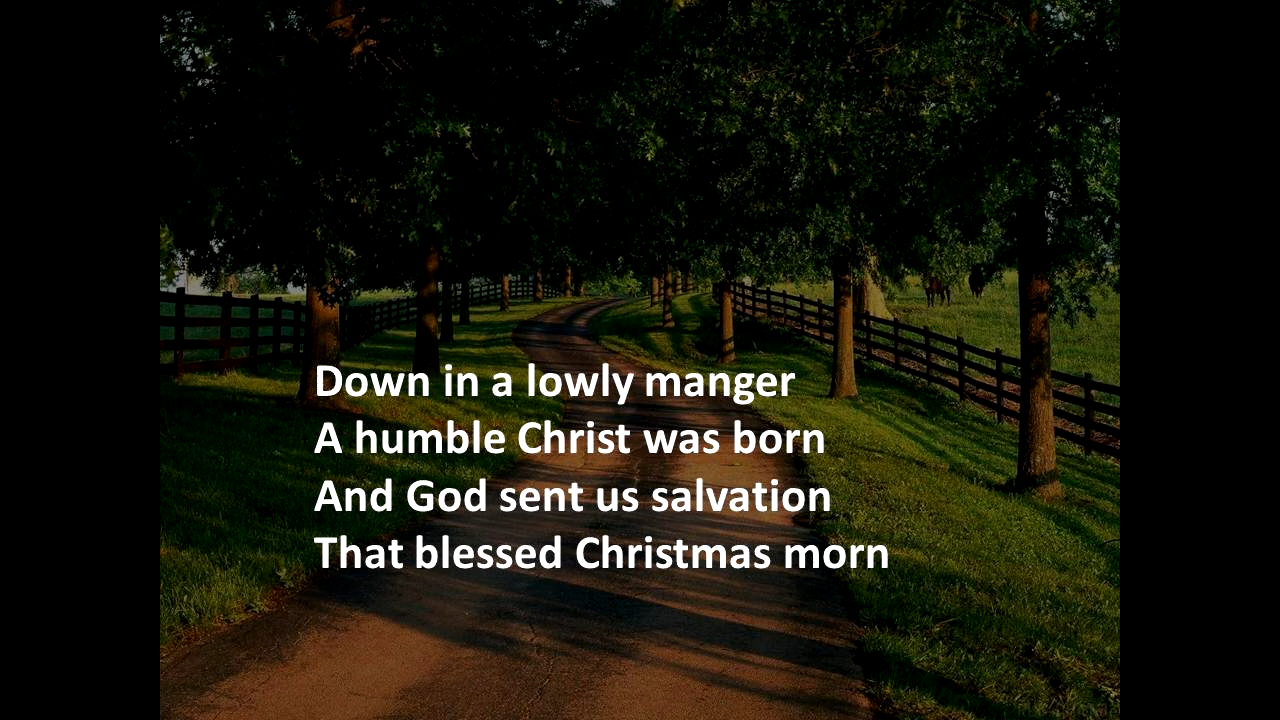 Down in a lowly manger
A humble Christ was born
And God sent us salvation
That blessed Christmas morn